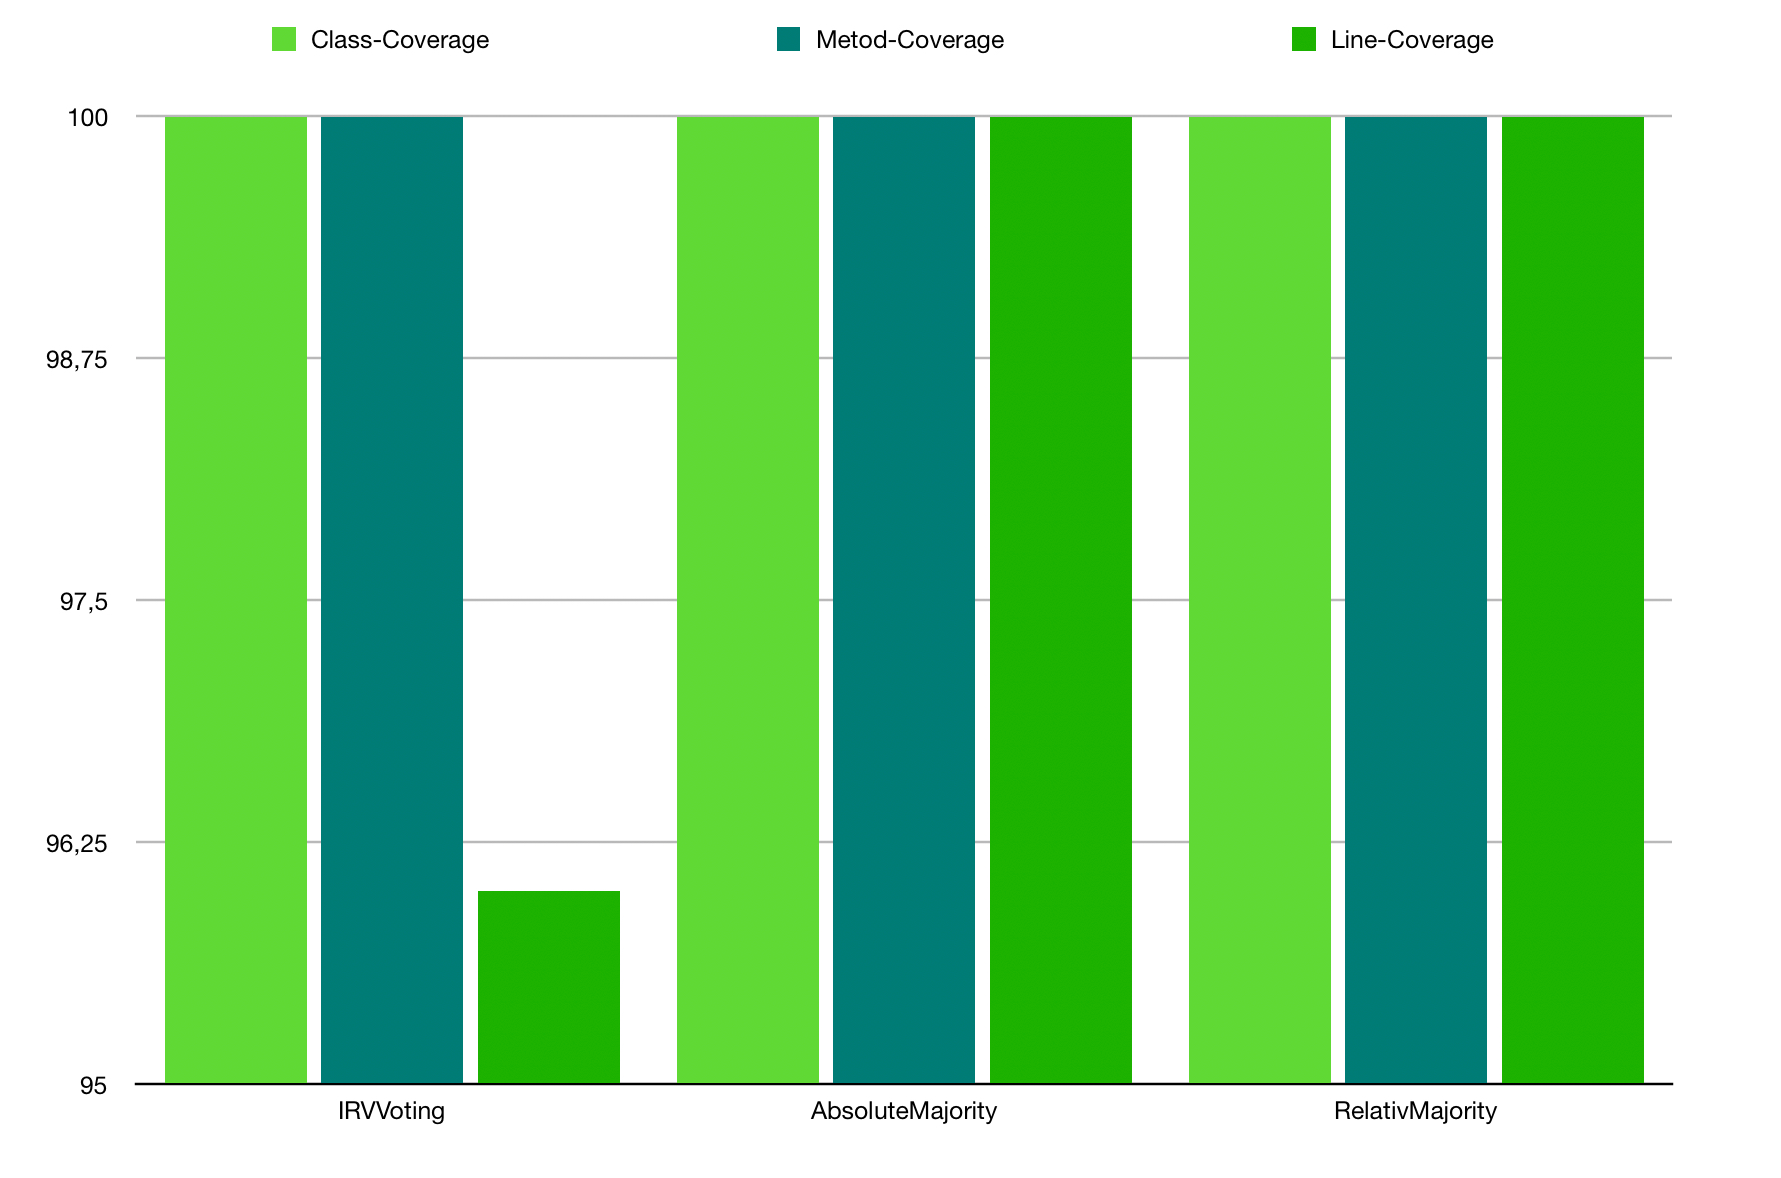 Class-Coverage
Metod-Coverage
Line-Coverage
100
98,75
97,5
96,25
95
IRVVoting
AbsoluteMajority
RelativMajority